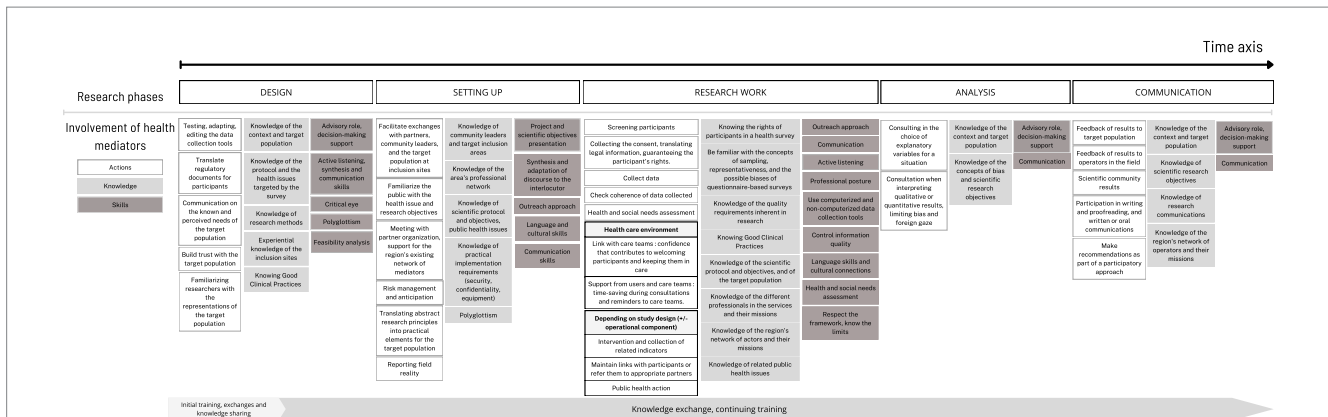 Time axis
Research phases
DESIGN
SETTING UP
RESEARCH WORK
ANALYSIS
COMMUNICATION
Involvement of health
mediators
Actions
Knowledge
Skills
Testing, adapting,
editing the data
collection tools
Translate
regulatory
documents for
participants
Communication on
the known and
perceived needs of
the target
population
Build trust with the
target population
Familiarizing
researchers with
the
representations of
the target
population
Knowledge of the
context and target
population
Knowledge of the
protocol and the
health issues
targeted by the
survey
Knowledge of
research methods
Experiential
knowledge of the
inclusion sites
Knowing Good
Clinical Practices
Advisory role,
decision-making
support
Active listening,
synthesis and
communication
skills
Critical eye
Polyglottism
Feasibility analysis
Facilitate exchanges
with partners,
community leaders,
and the target
population at
inclusion sites
Familiarize the
public with the
health issue and
research objectives
Meeting with
partner organization,
support for the
region's existing
network of
mediators
Risk management
and anticipation
Translating abstract
research principles
into practical
elements for the
target population
Reporting field
reality
Knowledge of
community leaders
and target inclusion
areas
Knowledge of the
area's professional
network
Knowledge of
scientific protocol
and objectives,
public health issues
Knowledge of
practical
implementation
requirements
(security,
confidentiality,
equipment)
Polyglottism
Project and
scientific objectives
presentation
Synthesis and
adaptation of
discourse to the
interlocutor
Outreach approach
Language and
cultural skills
Communication
skills
Screening participants
Collecting the consent, translating
legal information, guaranteeing the
participant's rights.
Collect data
Check coherence of data collected
Health and social needs assessment
Health care environment
Link with care teams : confidence
that contributes to welcoming
participants and keeping them in
care
Support from users and care teams :
time-saving during consultations
and reminders to care teams.
Depending on study design (+/-
operational component)
Intervention and collection of
related indicators
Maintain links with participants or
refer them to appropriate partners
Public health action
Knowing the rights of
participants in a health survey
Be familiar with the concepts
of sampling,
representativeness, and the
possible biases of
questionnaire-based surveys
Knowledge of the quality
requirements inherent in
research
Knowing Good Clinical
Practices
Knowledge of the scientific
protocol and objectives, and of
the target population
Knowledge of the different
professionals in the services
and their missions
Knowledge of the region's
network of actors and their
missions
Knowledge of related public
health issues
Outreach approach
Communication
Active listening
Professional posture
Use computerized and
non-computerized data
collection tools
Control information
quality
Language skills and
cultural connections
Health and social needs
assessment
Respect the
framework, know the
limits
Consulting in the
choice of
explanatory variables
for a situation
Consultation when
interpreting
qualitative or
quantitative results,
limiting bias and
foreign gaze
Knowledge of the
context and target
population
Knowledge of the
concepts of bias
and scientific
research
objectives
Advisory role,
decision-making
support
Communication
Feedback of results to
target population
Feedback of results to
operators in the field
Scientific community
results
Participation in writing
and proofreading, and
written or oral
communications
Make
recommendations as
part of a participatory
approach
Knowledge of the
context and target
population
Knowledge of
scientific research
objectives
Knowledge of
research
communications
Knowledge of the
region's network of
operators and their
missions
Advisory role,
decision-making
support
Communication
Initial training, exchanges and
knowledge sharing
Knowledge exchange, continuing training